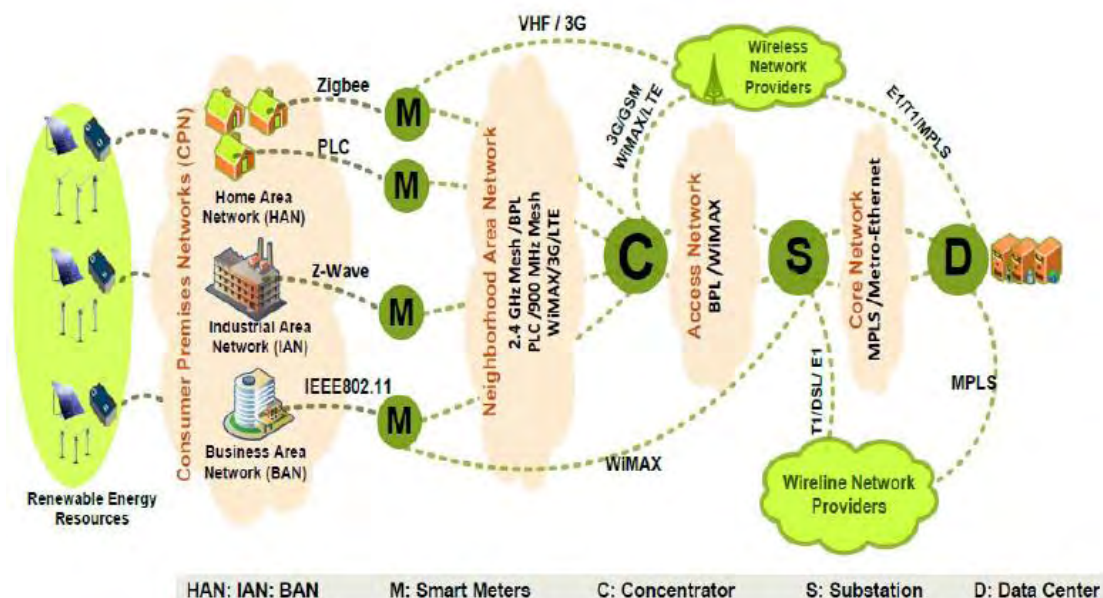 VHF / 3G
Wireless
Network
Providers
Zigbee
M
3G/GSM
WiMAX/LTE
E1/T1/MPLS
Consumer Premises Networks (CPN)
PLC
M
Home Area
Network (HAN)
Neighborhood Area Network
2.4 GHz Mesh /BPL
PLC /900 MHz Mesh
WiMAX/3G/LTE
C
Access Network
BPL /WiMAX
S
Core Network
MPLS /Metro-Ethernet
D
Z-Wave
M
Industrial Area
Network (IAN)
IEEE802.11
M
Business Area
Network (BAN)
WiMAX
T1/DSL/ E1
MPLS
Wireline Network
Providers
Renewable Energy
Resources
HAN: IAN: BAN M: Smart Meters C: Concentrator S: Substation D: Data Center